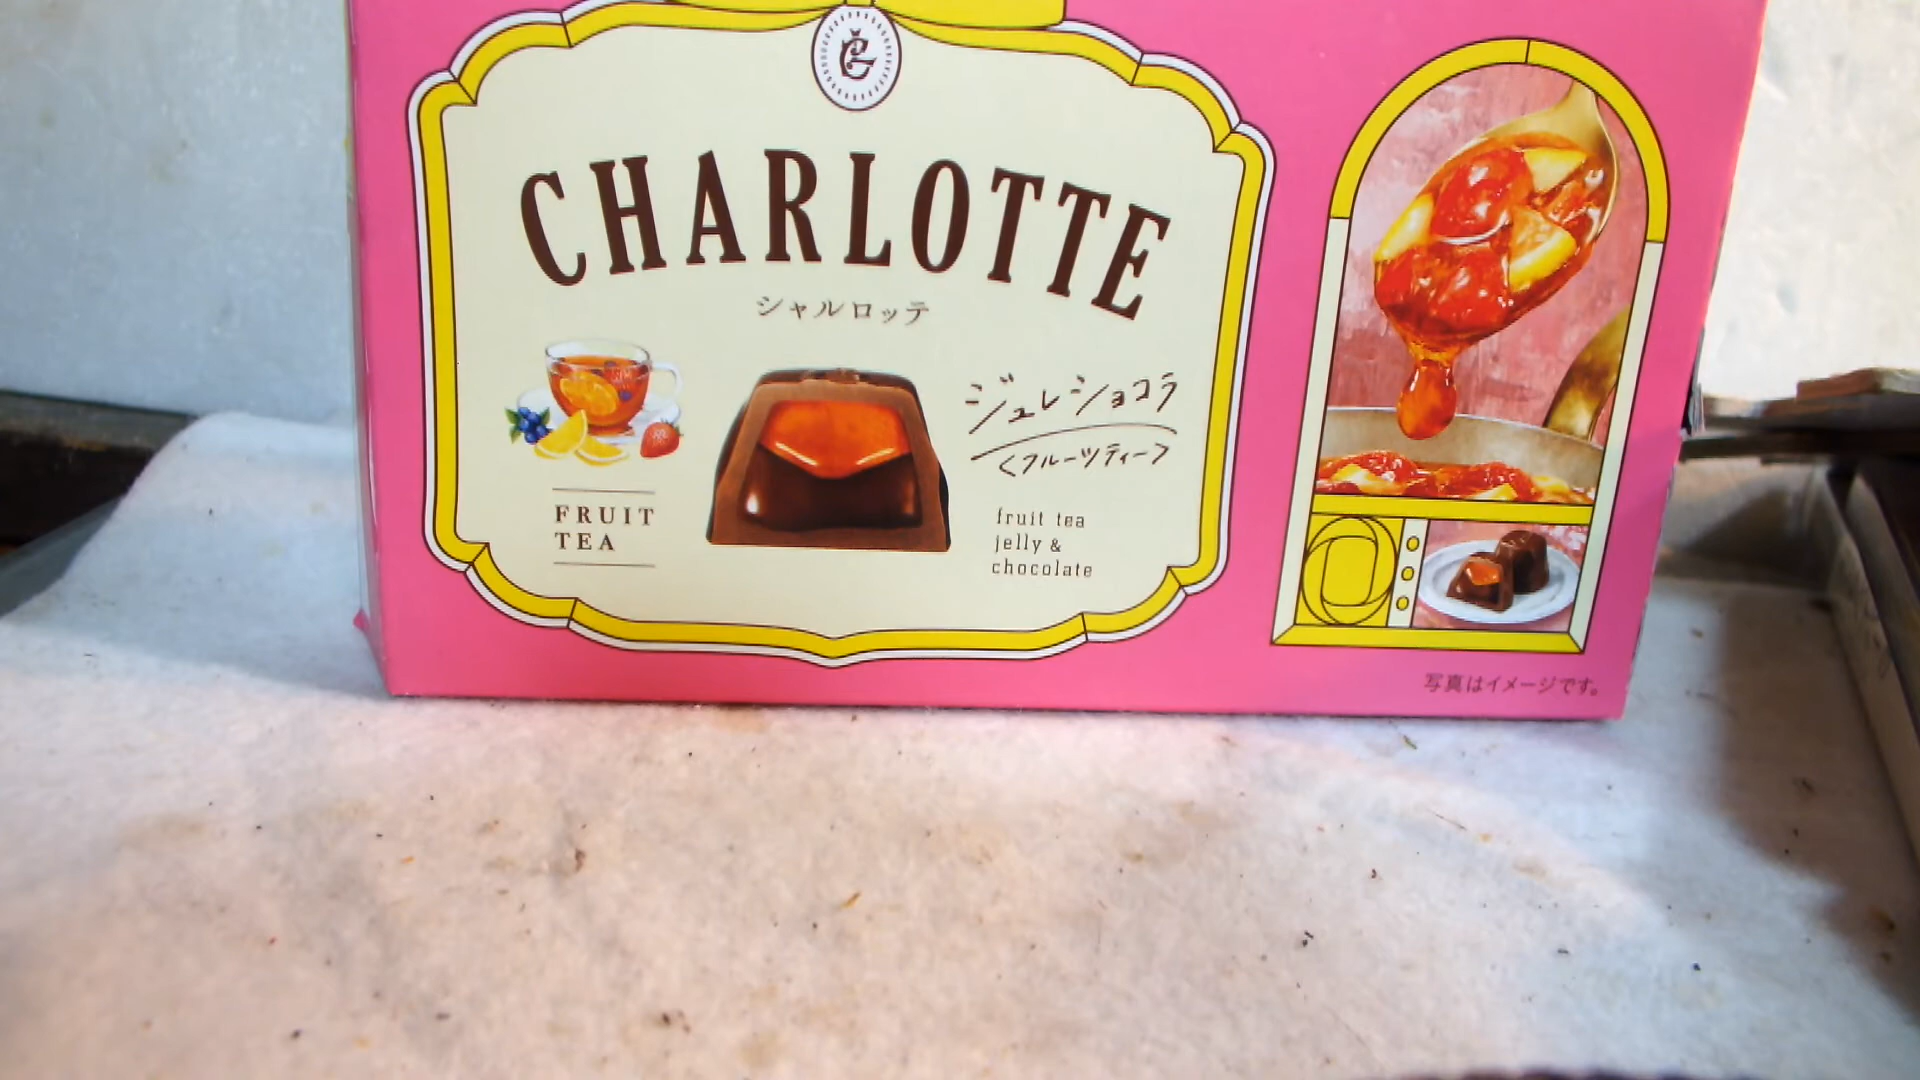 CHARLOTTE
シャルロッテ
ジュレショコラ
<フルーツティー>
FRUIT
TEA
fruit tea
jelly &
chocolate
写真はイメージです。